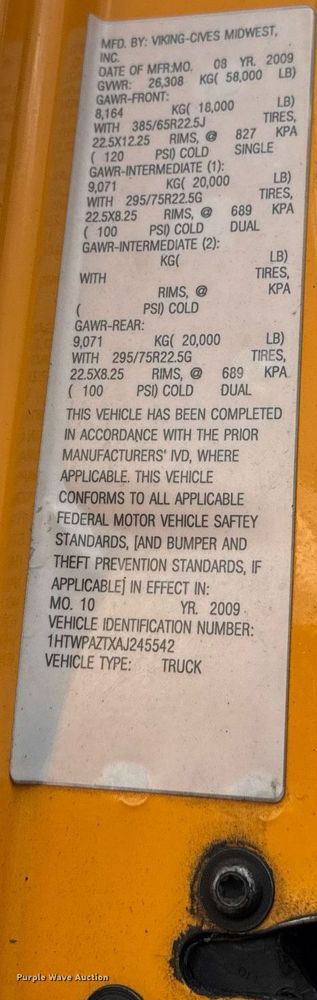 MFD. BY: VIKING-CIVES MIDWEST,
INC.
DATE OF MFR:MO. 08 YR. 2009
GVWR: 26,308 KG( 58,000 LB)
GAWR-FRONT:
8,164 KG( 18,000 LB)
WITH 385/65R22.5J TIRES,
22.5X12.25 RIMS, @ 827 KPA
( 120 PSI) COLD SINGLE
GAWR-INTERMEDIATE (1):
9,071 KG( 20,000 LB)
WITH 295/75R22.5G TIRES,
22.5X8.25 RIMS, @ 689 KPA
( 100 PSI) COLD DUAL
GAWR-INTERMEDIATE (2):
KG( LB)
WITH TIRES,
RIMS, @ KPA
( PSI) COLD
GAWR-REAR:
9,071 KG( 20,000 LB)
WITH 295/75R22.5G TIRES,
22.5X8.25 RIMS, @ 689 KPA
( 100 PSI) COLD DUAL
THIS VEHICLE HAS BEEN COMPLETED
IN ACCORDANCE WITH THE PRIOR
MANUFACTURERS' IVD, WHERE
APPLICABLE. THIS VEHICLE
CONFORMS TO ALL APPLICABLE
FEDERAL MOTOR VEHICLE SAFTEY
STANDARDS, [AND BUMPER AND
THEFT PREVENTION STANDARDS, IF
APPLICABLE] IN EFFECT IN:
MO. 10 YR. 2009
VEHICLE IDENTIFICATION NUMBER:
1HTWPAZTXAJ245542
VEHICLE TYPE: TRUCK
Purple Wave Auction